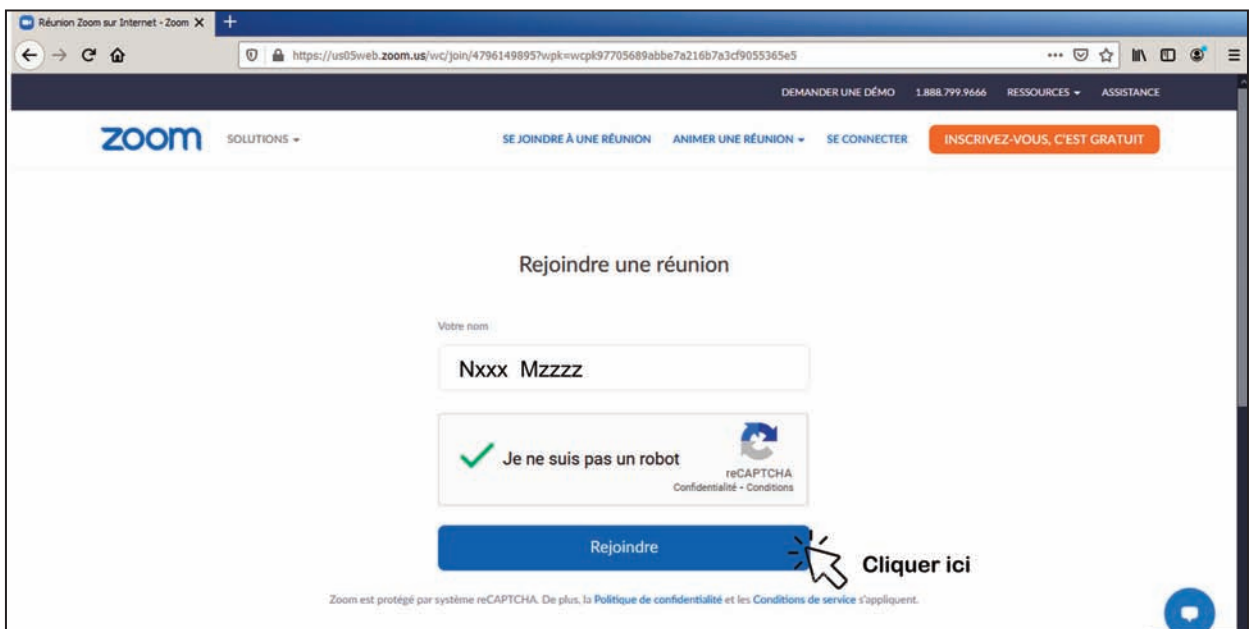 Réunion Zoom sur Internet - Zoom
https://us05web.zoom.us/wc/join/4796149895?wpk=wcpk97705689abbe7a216b7a3cf9055365e5
DEMANDER UNE DÉMO 1.888.799.9666 RESSOURCES ASSISTANCE
zoom SOLUTIONS SE JOINDRE À UNE RÉUNION ANIMER UNE RÉUNION SE CONNECTER INSCRIVEZ-VOUS, C'EST GRATUIT
Rejoindre une réunion
Votre nom
Nxxx Mzzzz
Je ne suis pas un robot
reCAPTCHA
Confidentialité - Conditions
Rejoindre
Cliquer ici
Zoom est protégé par système reCAPTCHA. De plus, la Politique de confidentialité et les Conditions de service s'appliquent.